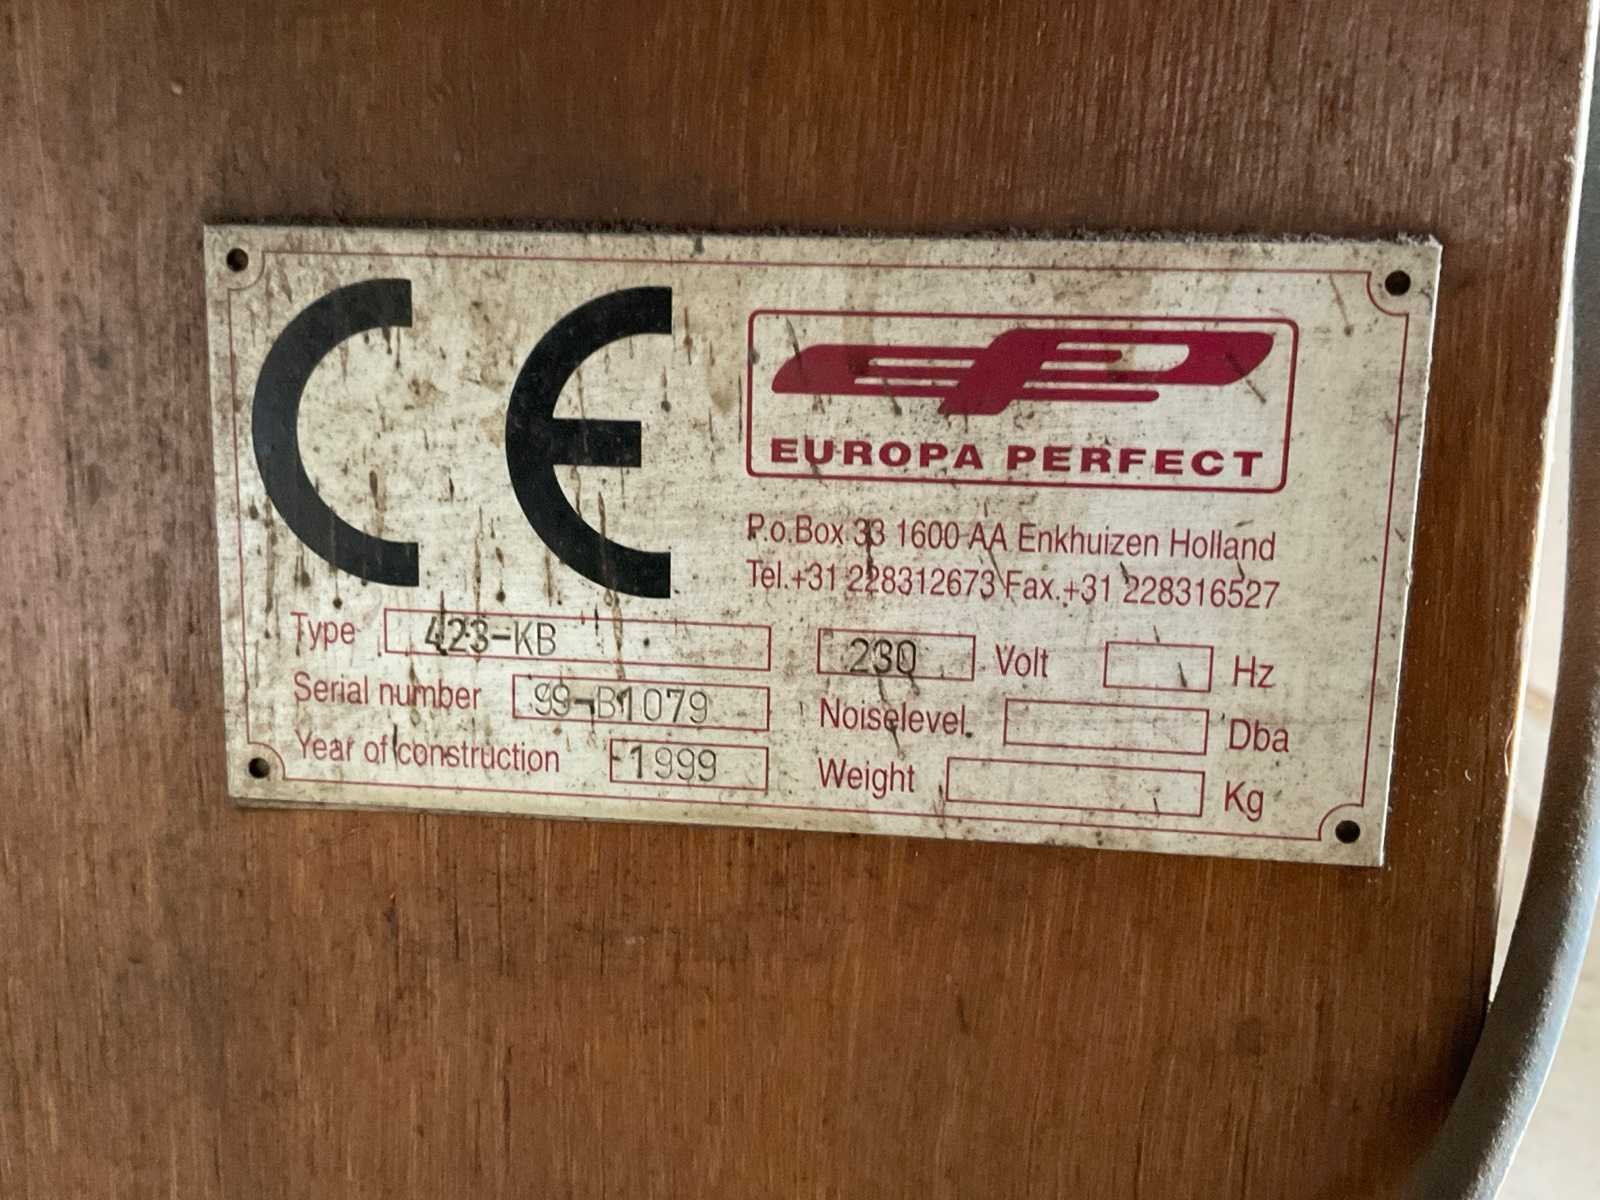 CE
EP
EUROPA PERFECT
P.o.Box 33 1600 AA Enkhuizen Holland
Tel.+31 228312673 Fax.+31 228316527
Type 423-KB 230 Volt Hz
Serial number 99-B1079 Noiselevel. Dba
Year of construction -1999 Weight Kg